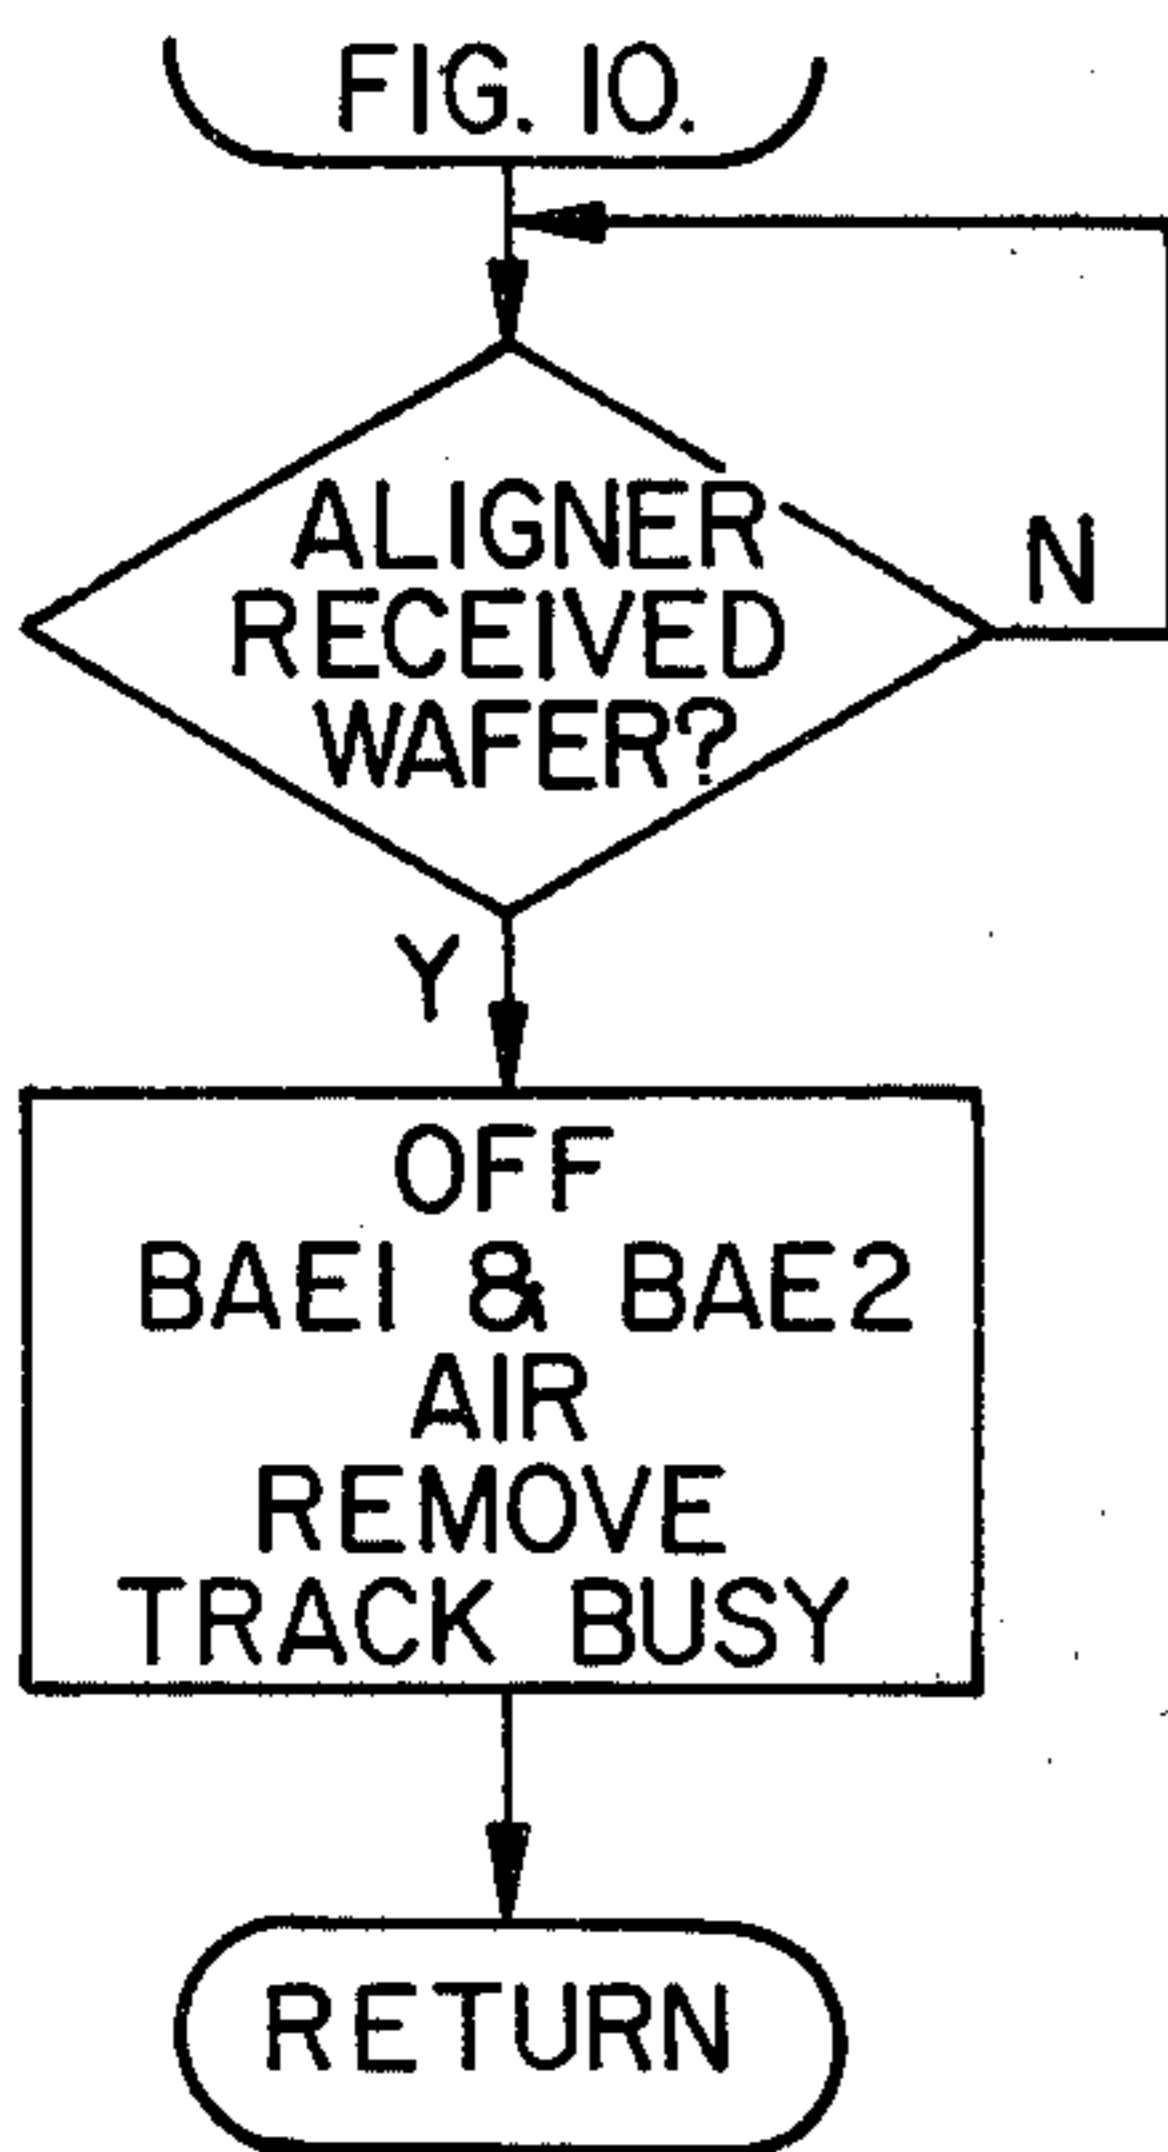 FIG. 10.
ALIGNER
RECEIVED
WAFER?
N
Y
OFF
BAE1 & BAE2
AIR
REMOVE
TRACK BUSY
RETURN